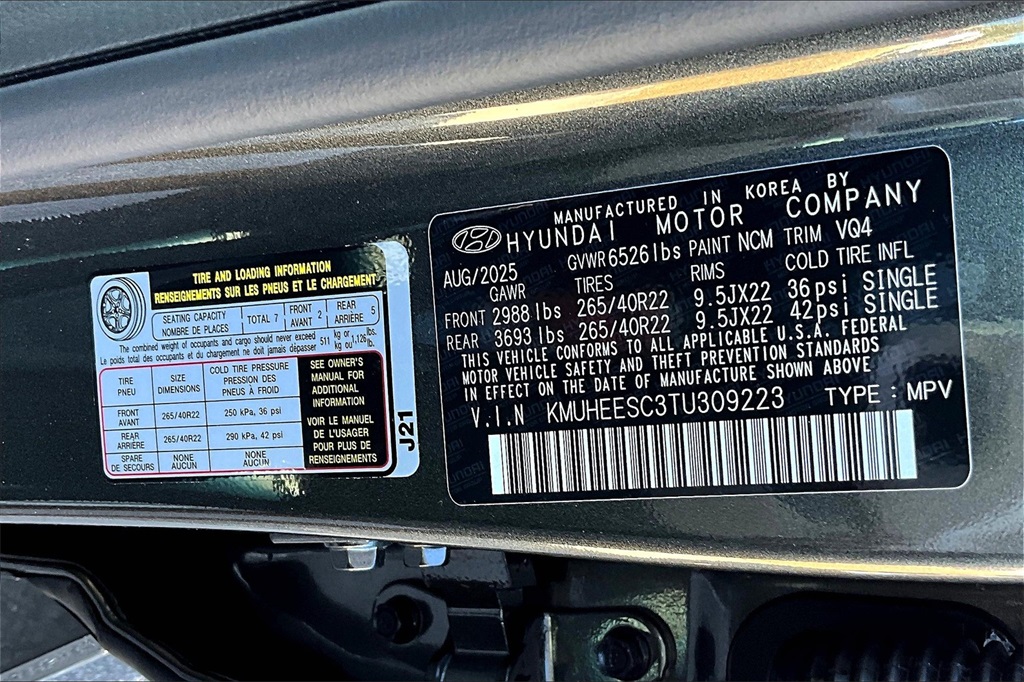 TIRE AND LOADING INFORMATION
RENSEIGNEMENTS SUR LES PNEUS ET LE CHARGEMENT
SEATING CAPACITY
NOMBRE DE PLACES
TOTAL 7
FRONT
AVANT
2
REAR
ARRIÈRE
5
The combined weight of occupants and cargo should never exceed
Le poids total des occupants et du chargement ne doit jamais dépasser
511
kg or
kg ou
1,126
lbs.
lb.
TIRE
PNEU
SIZE
DIMENSIONS
COLD TIRE PRESSURE
PRESSION DES
PNEUS À FROID
FRONT
AVANT
265/40R22
250 kPa, 36 psi
REAR
ARRIÈRE
265/40R22
290 kPa, 42 psi
SPARE
DE SECOURS
NONE
AUCUN
NONE
AUCUN
SEE OWNER'S
MANUAL FOR
ADDITIONAL
INFORMATION
VOIR LE MANUEL
DE L'USAGER
POUR PLUS DE
RENSEIGNEMENTS
J21
MANUFACTURED IN KOREA BY
HYUNDAI MOTOR COMPANY
AUG/2025 GVWR 6526 lbs PAINT NCM TRIM VQ4
GAWR TIRES RIMS COLD TIRE INFL
FRONT 2988 lbs 265/40R22 9.5JX22 36 psi SINGLE
REAR 3693 lbs 265/40R22 9.5JX22 42 psi SINGLE
THIS VEHICLE CONFORMS TO ALL APPLICABLE U.S.A. FEDERAL
MOTOR VEHICLE SAFETY AND THEFT PREVENTION STANDARDS
IN EFFECT ON THE DATE OF MANUFACTURE SHOWN ABOVE
V.I.N KMUHEESC3TU309223 TYPE : MPV